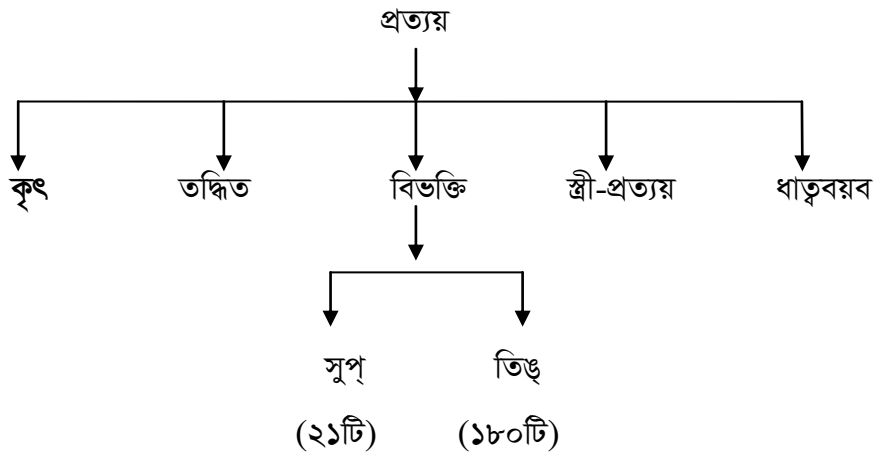 প্রত্যয়
কৃৎ তদ্ধিত বিভক্তি স্ত্রী-প্রত্যয় ধাত্ববয়ব
সুপ্ তিঙ্
(২১টি) (১৮০টি)